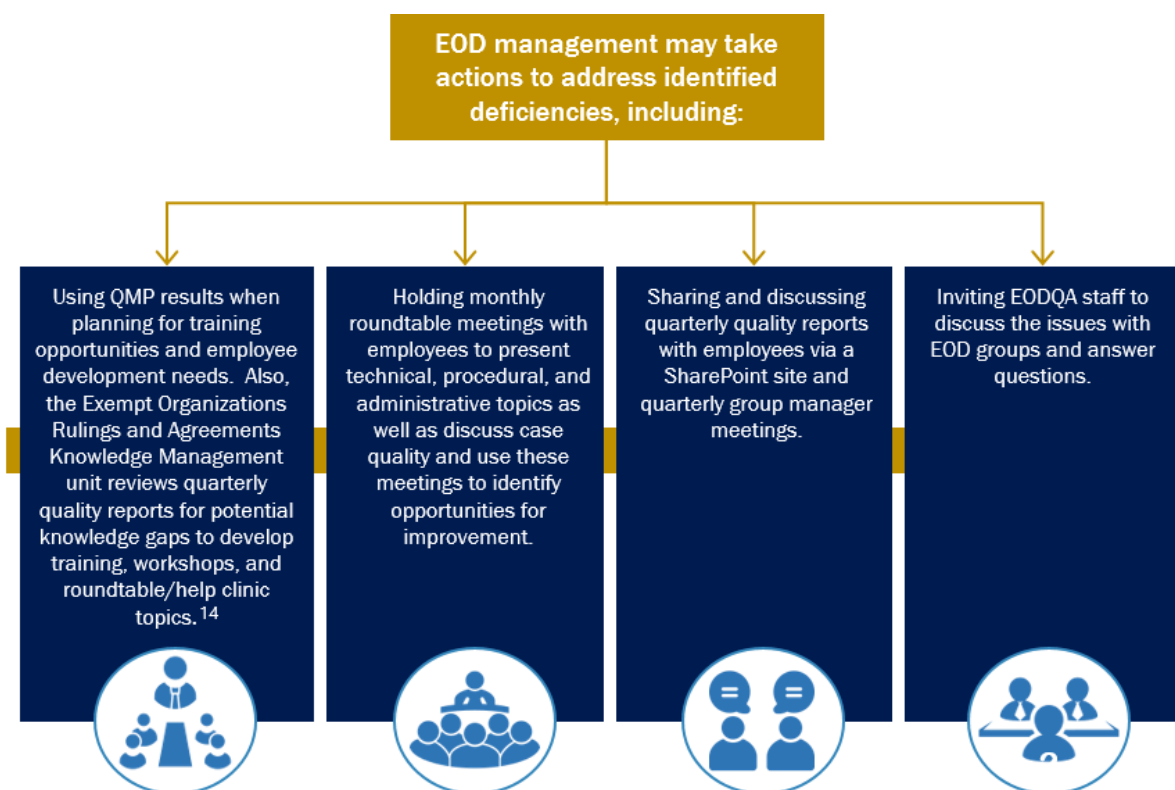 EOD management may take
actions to address identified
deficiencies, including:
Using QMP results when
planning for training
opportunities and employee
development needs.  Also,
the Exempt Organizations
Rulings and Agreements
Knowledge Management
unit reviews quarterly
quality reports for potential
knowledge gaps to develop
training, workshops, and
roundtable/help clinic
topics.14
Holding monthly
roundtable meetings with
employees to present
technical, procedural, and
administrative topics as
well as discuss case
quality and use these
meetings to identify
opportunities for
improvement.
Sharing and discussing
quarterly quality reports
with employees via a
SharePoint site and
quarterly group manager
meetings.
Inviting EODQA staff to
discuss the issues with
EOD groups and answer
questions.